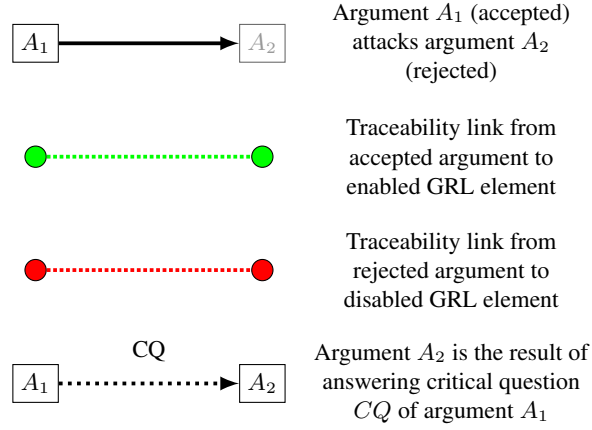 A1 A2 Argument A1 (accepted)
attacks argument A2
(rejected)
Traceability link from
accepted argument to
enabled GRL element
Traceability link from
rejected argument to
disabled GRL element
CQ
A1 A2 Argument A2 is the result of
answering critical question
CQ of argument A1